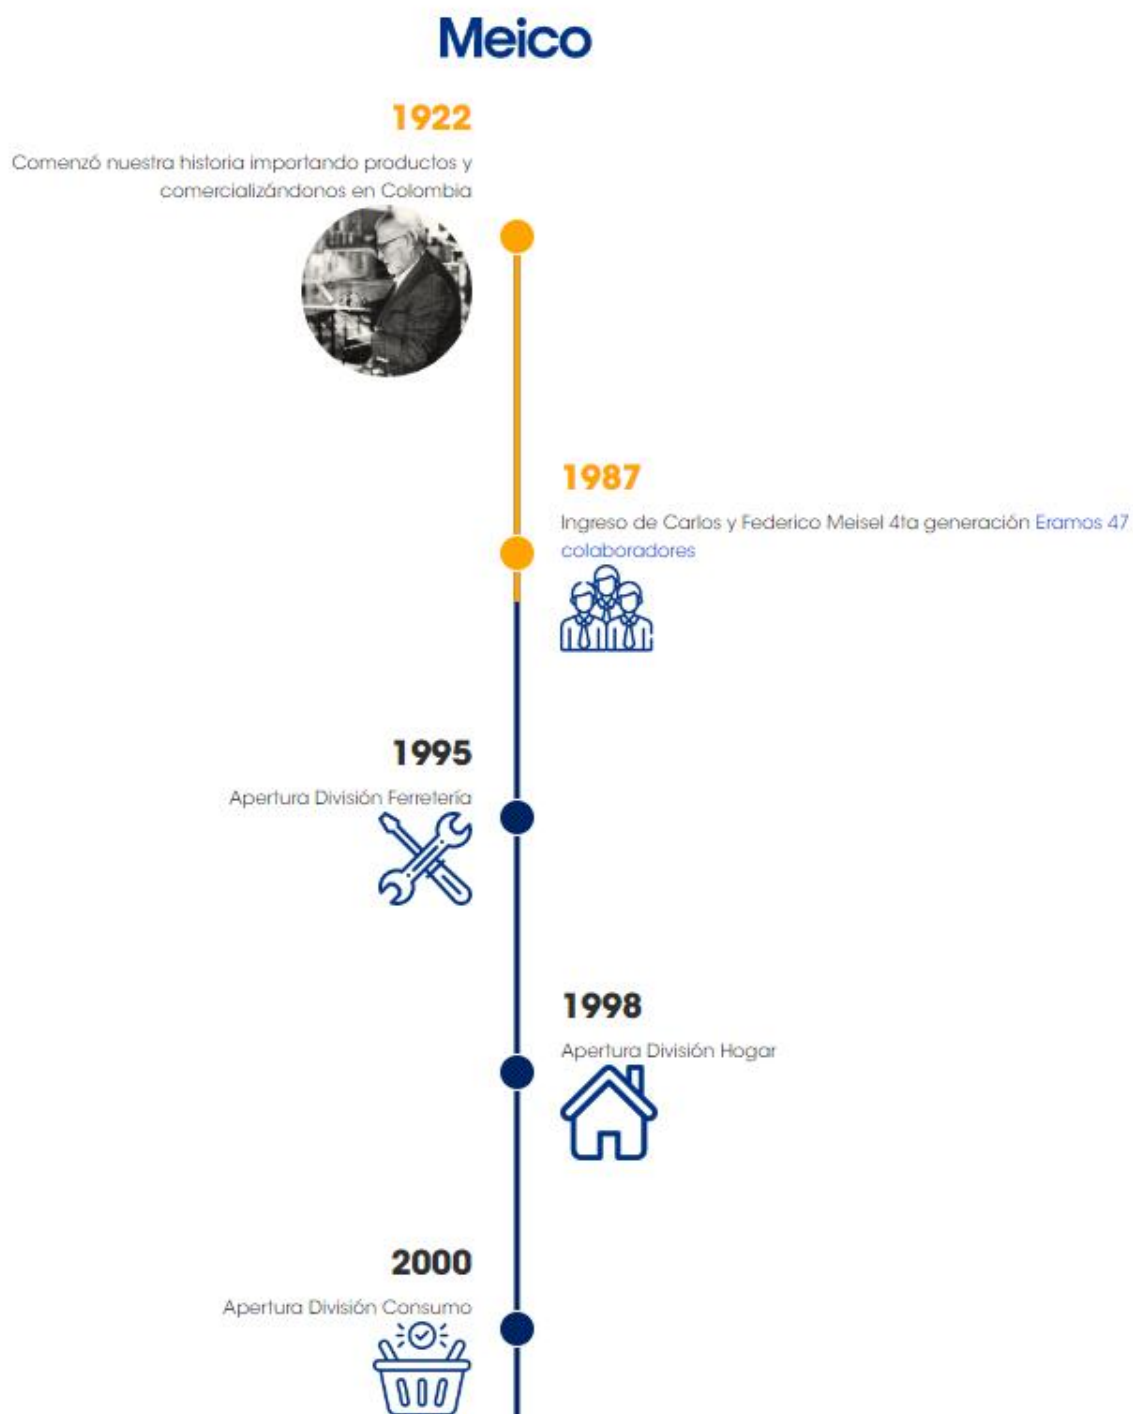 Meico
1922
Comenzó nuestra historia importando productos y
comercializándonos en Colombia
1987
Ingreso de Carlos y Federico Meisel 4ta generación Eramos 47
colaboradores
1995
Apertura División Ferretería
1998
Apertura División Hogar
2000
Apertura División Consumo